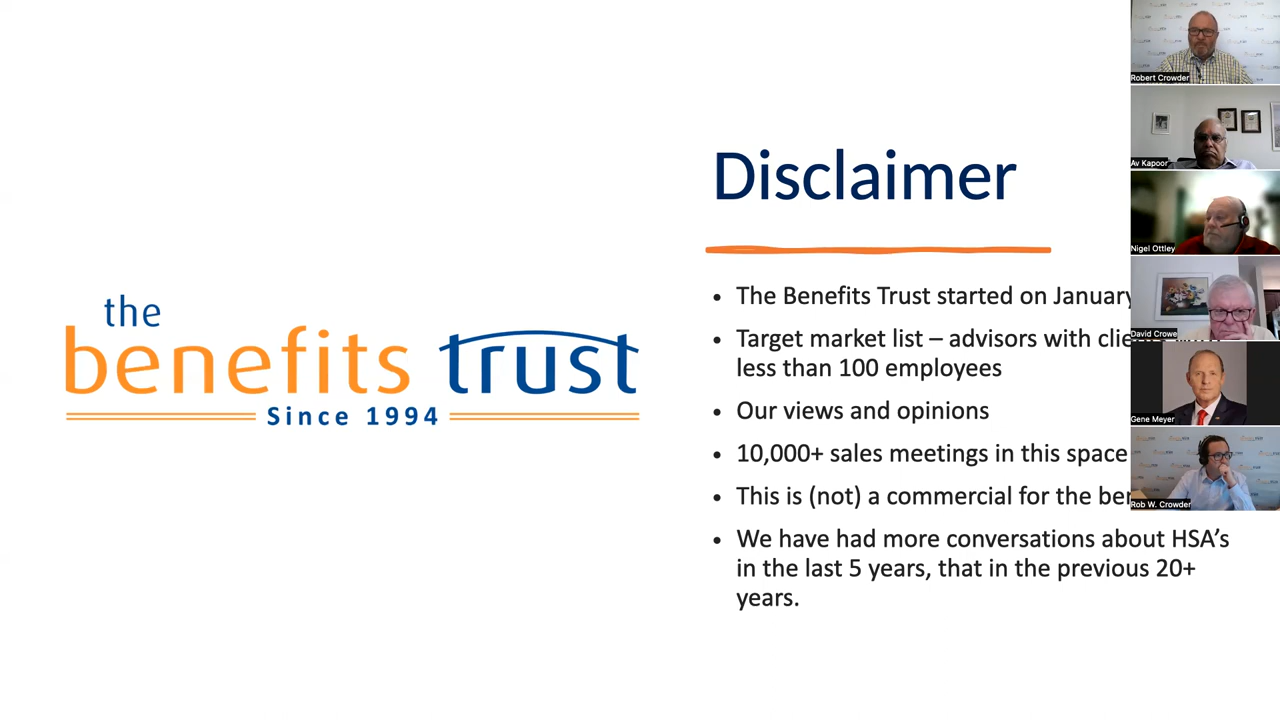 the
benefits trust
Since 1994
Disclaimer
• The Benefits Trust started on January
• Target market list – advisors with
less than 100 employees
• Our views and opinions
• 10,000+ sales meetings in this space
• This is (not) a commercial for the
• We have had more conversations about HSA's
in the last 5 years, that in the previous 20+
years.
Robert Crowder
Av Kapoor
Nigel Ottley
David Crowe
Gene Meyer
Rob W. Crowder